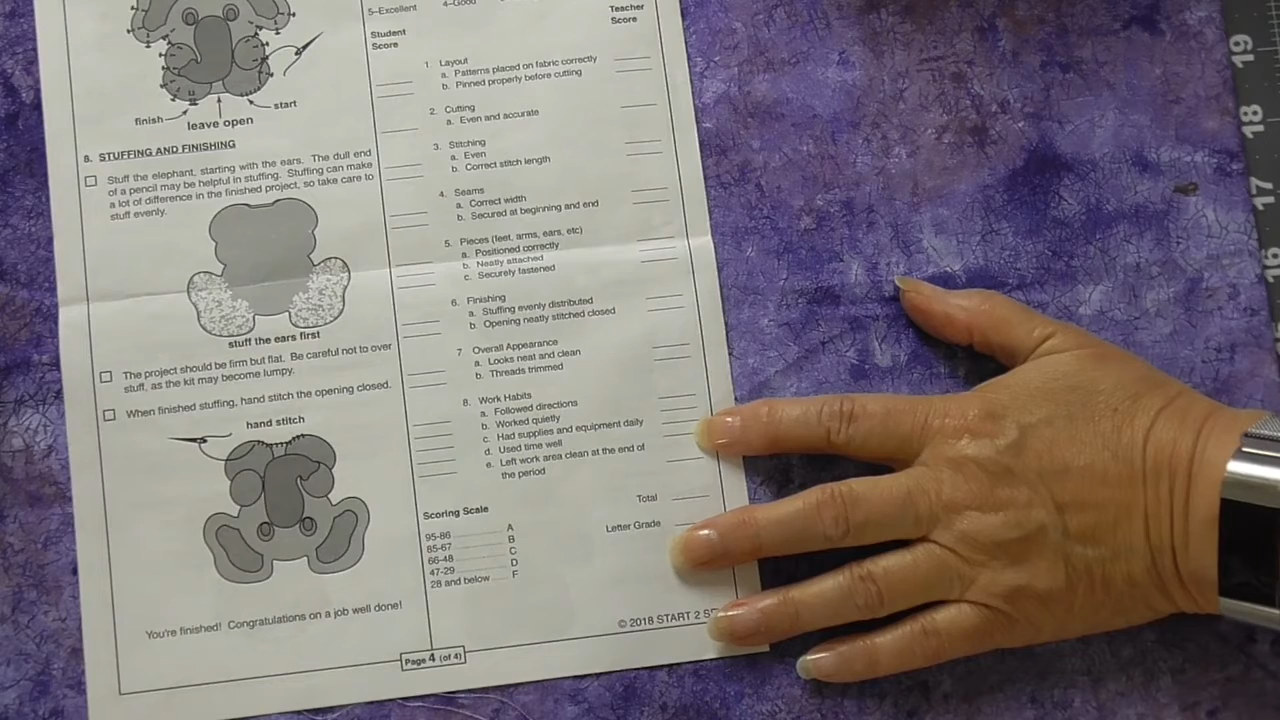 finish
leave open
start
8. STUFFING AND FINISHING
Stuff the elephant, starting with the ears. The dull end
of a pencil may be helpful in stuffing. Stuffing can make
a lot of difference in the finished project, so take care to
stuff evenly.
stuff the ears first
The project should be firm but flat. Be careful not to over
stuff, as the kit may become lumpy.
When finished stuffing, hand stitch the opening closed.
hand stitch
You're finished! Congratulations on a job well done!
5–Excellent 4–Good
Student
Score
Teacher
Score
1. Layout
a. Patterns placed on fabric correctly
b. Pinned properly before cutting
2. Cutting
a. Even and accurate
3. Stitching
a. Even
b. Correct stitch length
4. Seams
a. Correct width
b. Secured at beginning and end
5. Pieces (feet, arms, ears, etc)
a. Positioned correctly
b. Neatly attached
c. Securely fastened
6. Finishing
a. Stuffing evenly distributed
b. Opening neatly stitched closed
7 Overall Appearance
a. Looks neat and clean
b. Threads trimmed
8. Work Habits
a. Followed directions
b. Worked quietly
c. Had supplies and equipment daily
d. Used time well
e. Left work area clean at the end of
the period
Total
Letter Grade
Scoring Scale
95-86 A
85-67 B
66-48 C
47-29 D
28 and below F
© 2018 START 2
Page 4 (of 4)
19
18
17
16